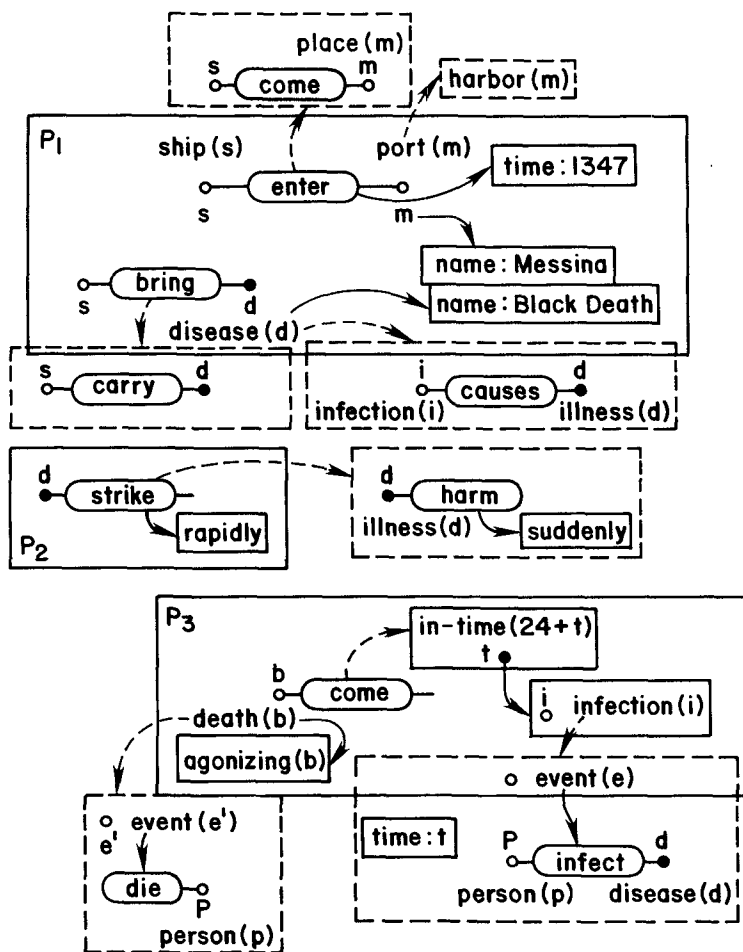 place (m)
s come m
harbor (m)
P1
ship (s) port (m)
time : 1347
enter
s m
name : Messina
bring
s d
name : Black Death
disease (d)
s carry d
i causes d
infection (i) illness (d)
d strike
rapidly
P2
d harm
illness (d) suddenly
P3
in-time (24+t)
t
b come
i infection (i)
death (b)
agonizing (b)
event (e)
e' event (e')
time : t
P infect d
person (p) disease (d)
die P
person (p)